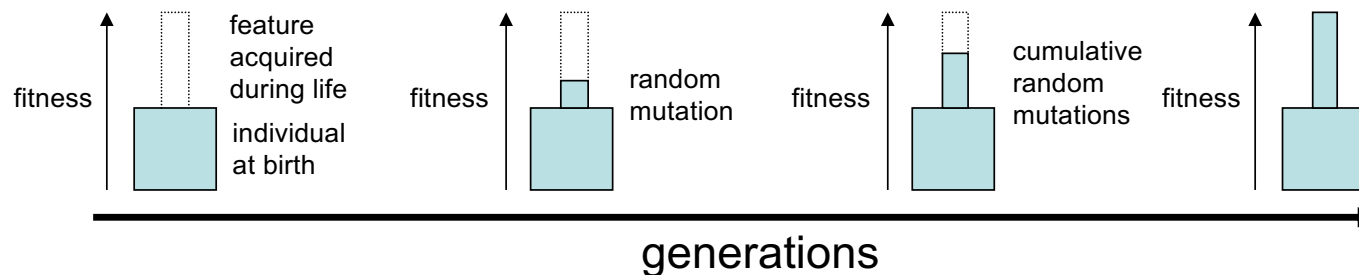 fitness
feature
acquired
during life
individual
at birth
fitness
random
mutation
fitness
cumulative
random
mutations
fitness
generations